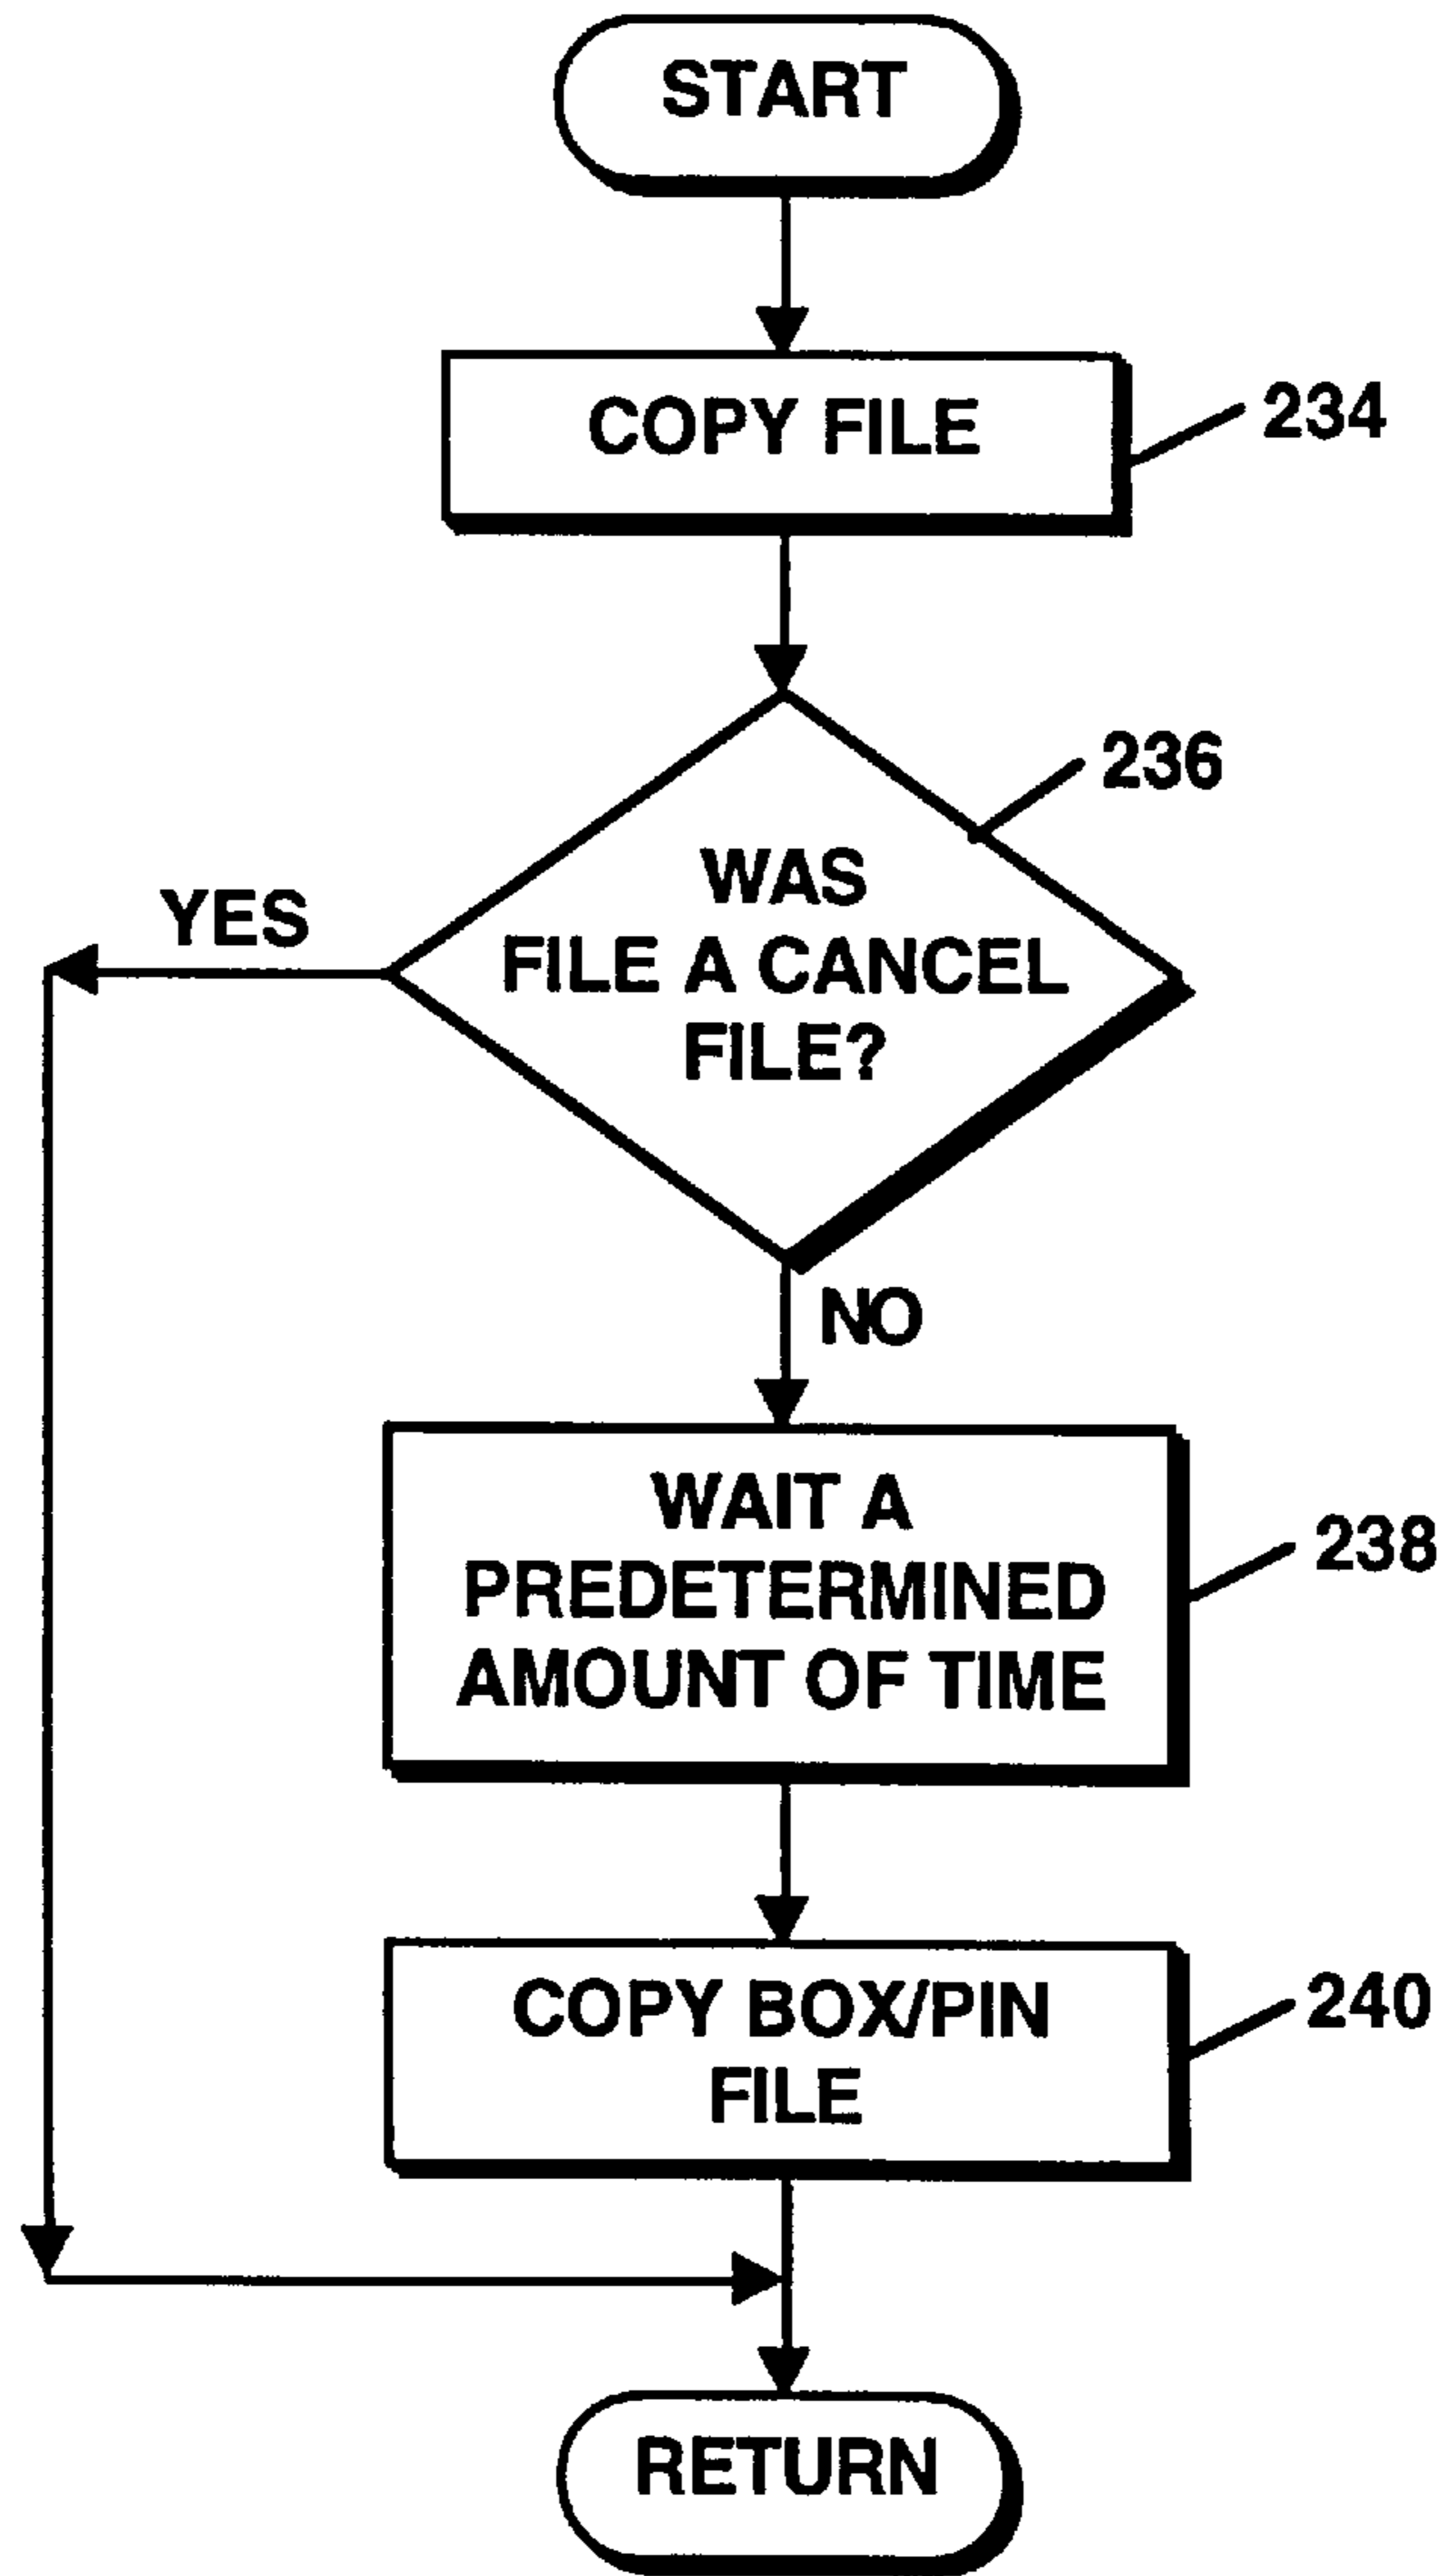 START
COPY FILE
234
236
WAS
FILE A CANCEL
FILE?
YES
NO
WAIT A
PREDETERMINED
AMOUNT OF TIME
238
COPY BOX/PIN
FILE
240
RETURN